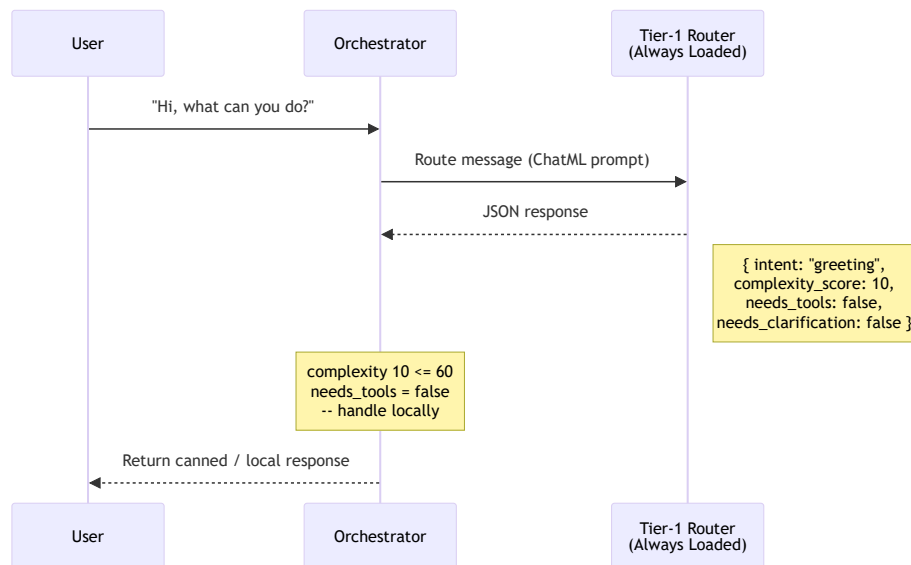 User
Orchestrator
Tier-1 Router
(Always Loaded)
"Hi, what can you do?"
Route message (ChatML prompt)
JSON response
{ intent: "greeting",
complexity_score: 10,
needs_tools: false,
needs_clarification: false }
complexity 10 <= 60
needs_tools = false
-- handle locally
Return canned / local response
User
Orchestrator
Tier-1 Router
(Always Loaded)